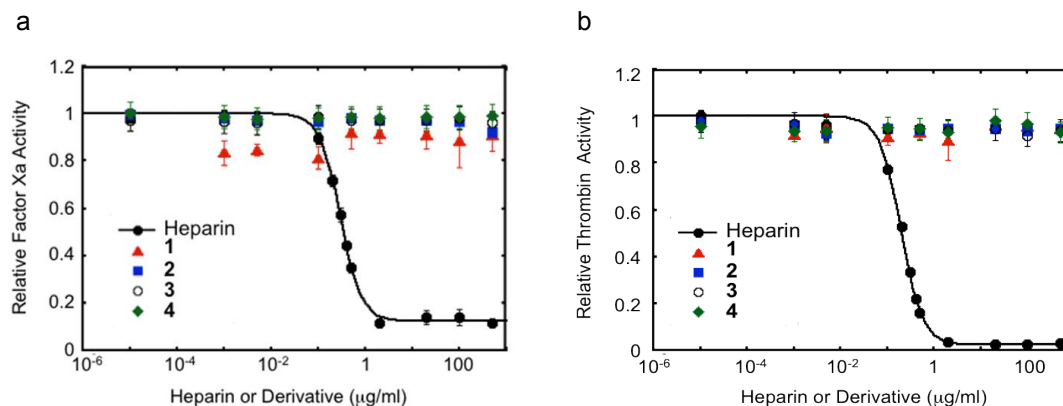 a
1.2
1
0.8
0.6
0.4
0.2
0
Relative Factor Xa Activity
Heparin
1
2
3
4
10⁻⁶ 10⁻⁴ 10⁻² 1 100
Heparin or Derivative (μg/ml)
b
1.2
1
0.8
0.6
0.4
0.2
0
Relative Thrombin Activity
Heparin
1
2
3
4
10⁻⁶ 10⁻⁴ 10⁻² 1 100
Heparin or Derivative (μg/ml)